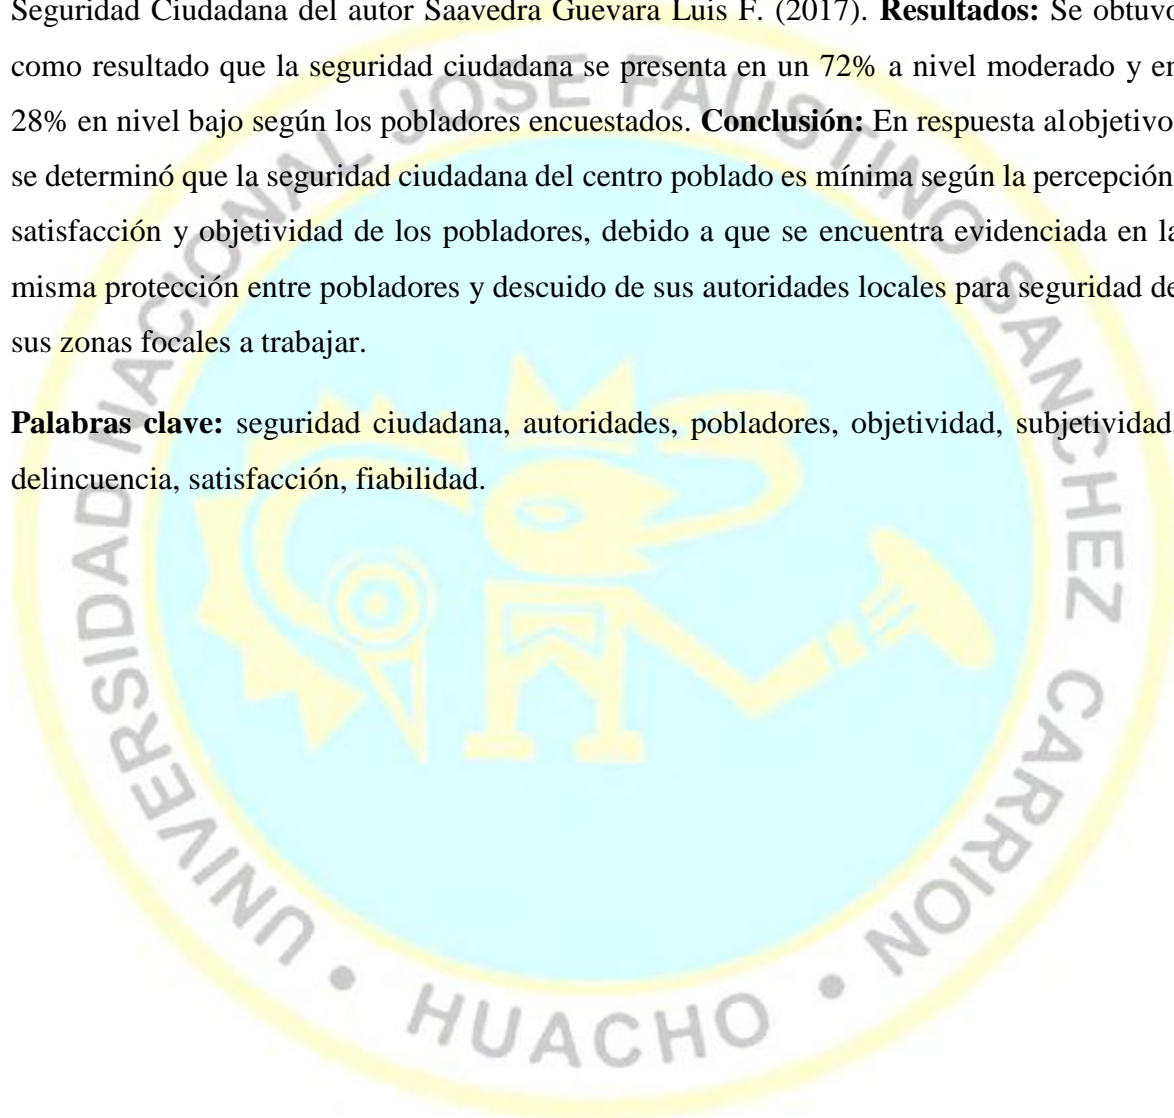 Seguridad Ciudadana del autor Saavedra Guevara Luis F. (2017). Resultados: Se obtuvo
como resultado que la seguridad ciudadana se presenta en un 72% a nivel moderado y en
28% en nivel bajo según los pobladores encuestados. Conclusión: En respuesta alobjetivo
se determinó que la seguridad ciudadana del centro poblado es mínima según la percepción
satisfacción y objetividad de los pobladores, debido a que se encuentra evidenciada en la
misma protección entre pobladores y descuido de sus autoridades locales para seguridad de
sus zonas focales a trabajar.
Palabras clave: seguridad ciudadana, autoridades, pobladores, objetividad, subjetividad,
delincuencia, satisfacción, fiabilidad.
UNIVERSIDAD NACIONAL JOSE FAUSTINO SANCHEZ CARRION
• HUACHO •